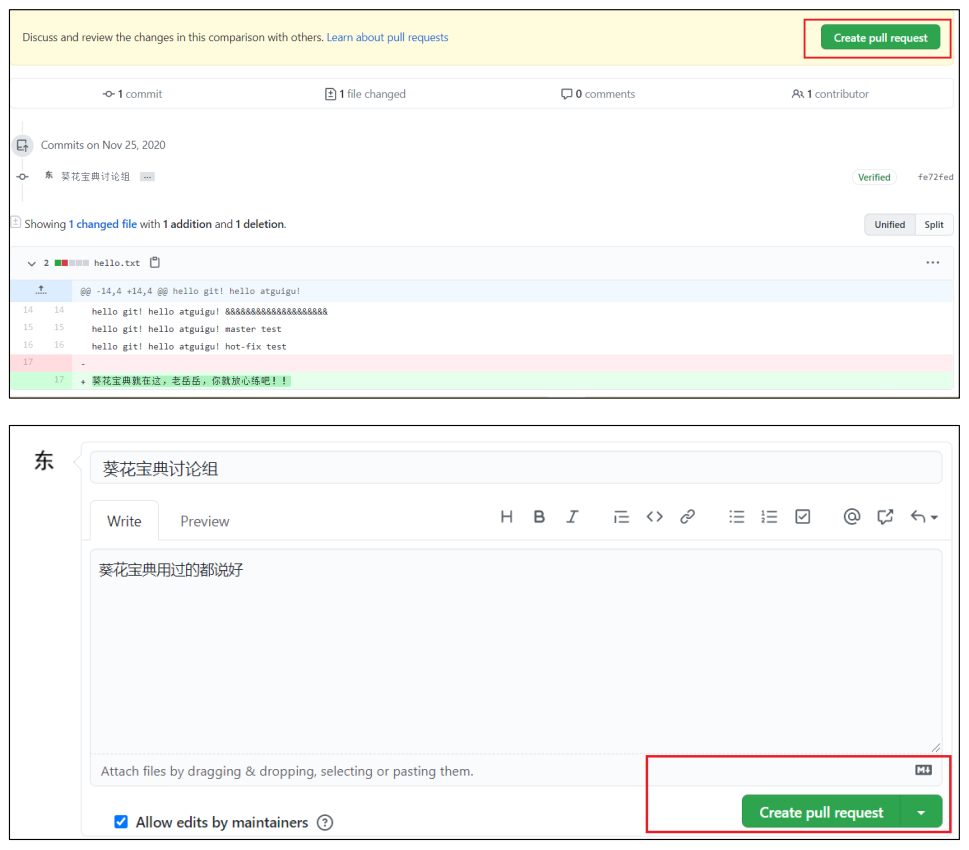 Discuss and review the changes in this comparison with others. Learn about pull requests
Create pull request
1 commit
1 file changed
0 comments
1 contributor
Commits on Nov 25, 2020
东 葵花宝典讨论组 ...
Verified
fe72fed
Showing 1 changed file with 1 addition and 1 deletion.
Unified
Split
2 hello.txt
@@ -14,4 +14,4 @@ hello git! hello atguigu!
14 14 hello git! hello atguigu! &&&&&&&&&&&&&&&&&&&&
15 15 hello git! hello atguigu! master test
16 16 hello git! hello atguigu! hot-fix test
17 -
17 + 葵花宝典就在这，老岳岳，你就放心练吧！！
东
葵花宝典讨论组
Write
Preview
H B I
@
葵花宝典用过的都说好
Attach files by dragging & dropping, selecting or pasting them.
M
Create pull request
Allow edits by maintainers ?